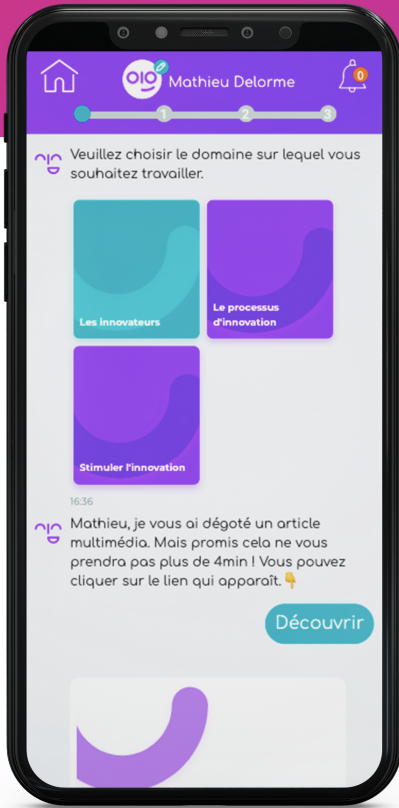 Mathieu Delorme
0
1
2
3
Veuillez choisir le domaine sur lequel vous
souhaitez travailler.
Les innovateurs
Le processus
d'innovation
Stimuler l'innovation
16:36
Mathieu, je vous ai dégoté un article
multimédia. Mais promis cela ne vous
prendra pas plus de 4min ! Vous pouvez
cliquer sur le lien qui apparaît. 👇
Découvrir